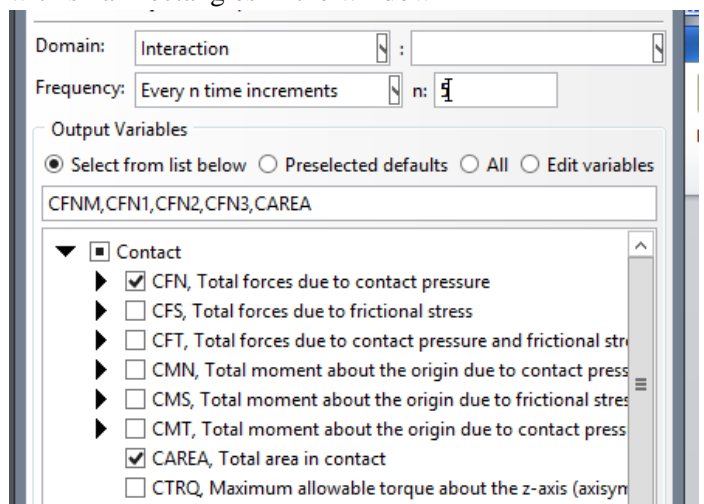 Domain: Interaction :
Frequency: Every n time increments n: 5
Output Variables
Select from list below Preselected defaults All Edit variables
CFNM,CFN1,CFN2,CFN3,CAREA
Contact
CFN, Total forces due to contact pressure
CFS, Total forces due to frictional stress
CFT, Total forces due to contact pressure and frictional stre
CMN, Total moment about the origin due to contact press
CMS, Total moment about the origin due to frictional stres
CMT, Total moment about the origin due to contact press
CAREA, Total area in contact
CTRQ, Maximum allowable torque about the z-axis (axisym